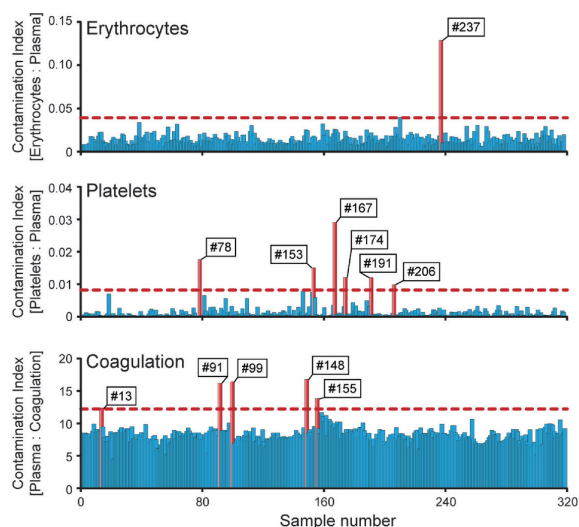 Erythrocytes
Contamination Index
[Erythrocytes : Plasma]
0.15
0.10
0.05
0
#237
Platelets
Contamination Index
[Platelets : Plasma]
0.04
0.03
0.02
0.01
0
#78
#153
#167
#174
#191
#206
Coagulation
Contamination Index
[Plasma : Coagulation]
20
15
10
5
0
#13
#91
#99
#148
#155
0 80 160 240 320
Sample number